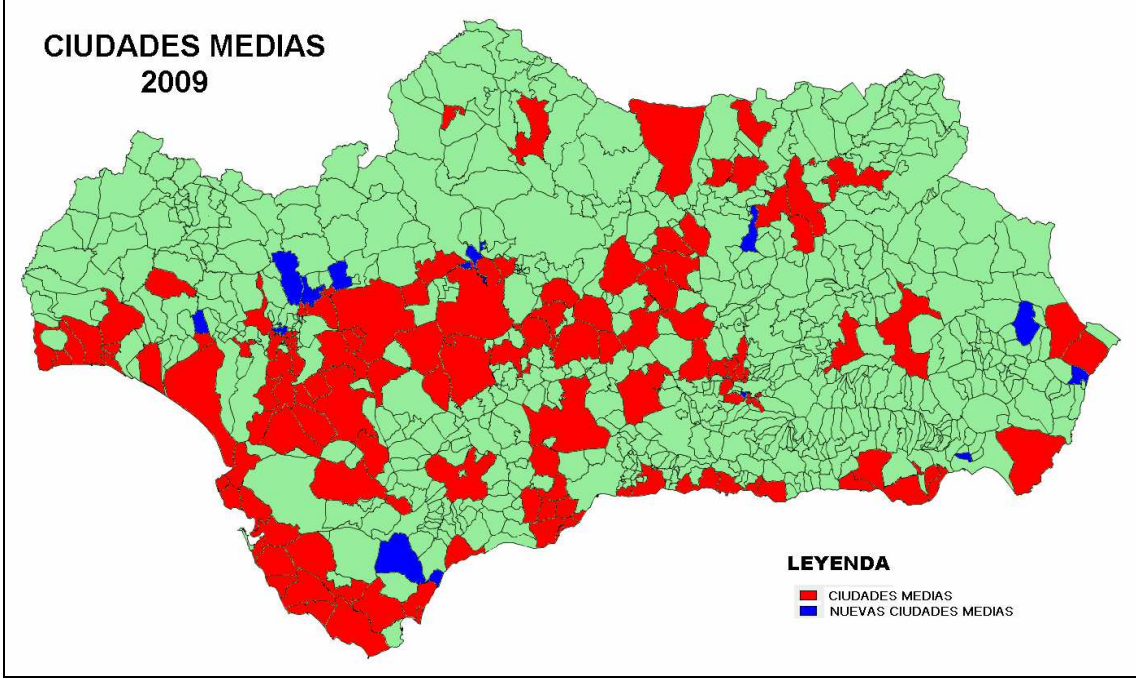 CIUDADES MEDIAS
2009
LEYENDA
CIUDADES MEDIAS
NUEVAS CIUDADES MEDIAS